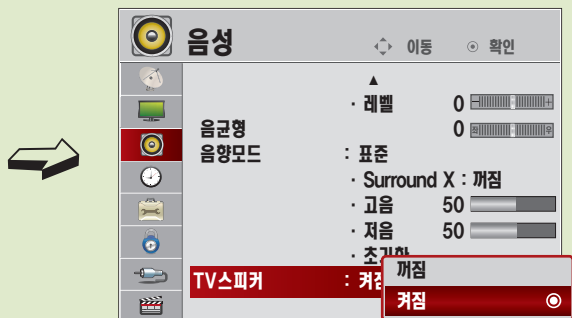 음성 이동 ⊙ 확인
▲
· 레벨 0 - +
음균형 0 좌 우
음향모드 : 표준
· Surround X : 꺼짐
· 고음 50
· 저음 50
· 초기화
TV스피커 : 켜짐
꺼짐
켜짐